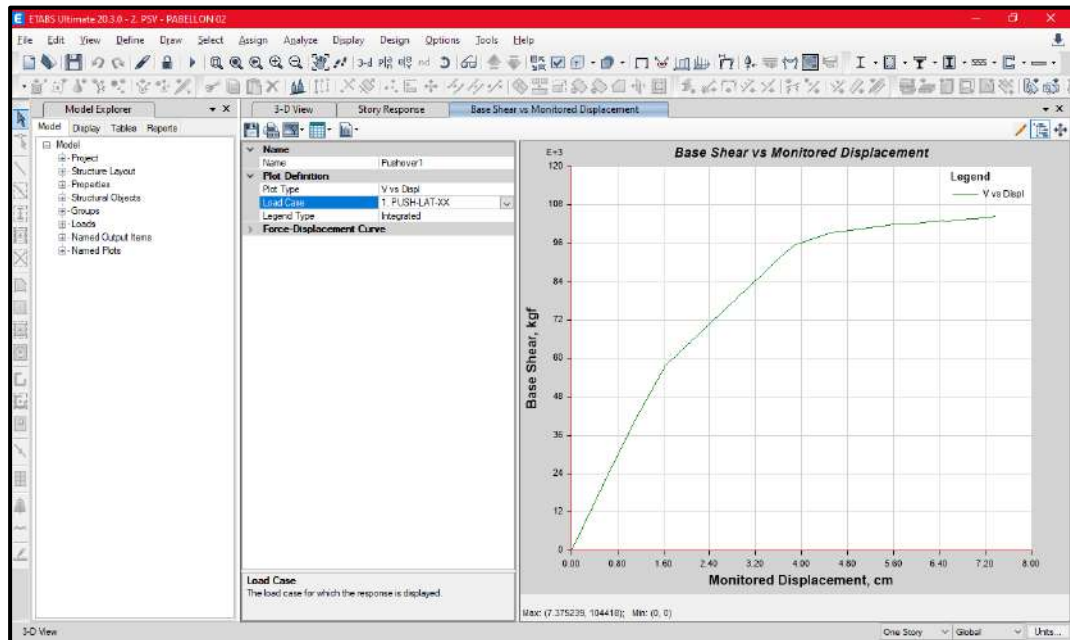 ETABS Ultimate 20.3.0 - 2. PSV - PABELLON 02
File Edit View Define Draw Select Assign Analyze Display Design Options Tools Help
3-d
nd
Model Explorer
Model Display Tables Reports
Model
Project
Structure Layout
Properties
Structural Objects
Groups
Loads
Named Output Items
Named Plots
3-D View Story Response Base Shear vs Monitored Displacement
Name
Name Pushover1
Plot Definition
Plot Type V vs Displ
Load Case 1. PUSH-LAT-XX
Legend Type Integrated
Force-Displacement Curve
Load Case
The load case for which the response is displayed.
Base Shear vs Monitored Displacement
E+3
Legend
V vs Displ
120
108
96
84
72
60
48
36
24
12
0
Base Shear, kgf
0.00 0.80 1.60 2.40 3.20 4.00 4.80 5.60 6.40 7.20 8.00
Monitored Displacement, cm
Max: (7.375239, 104418); Min: (0, 0)
3-D View One Story Global Units...